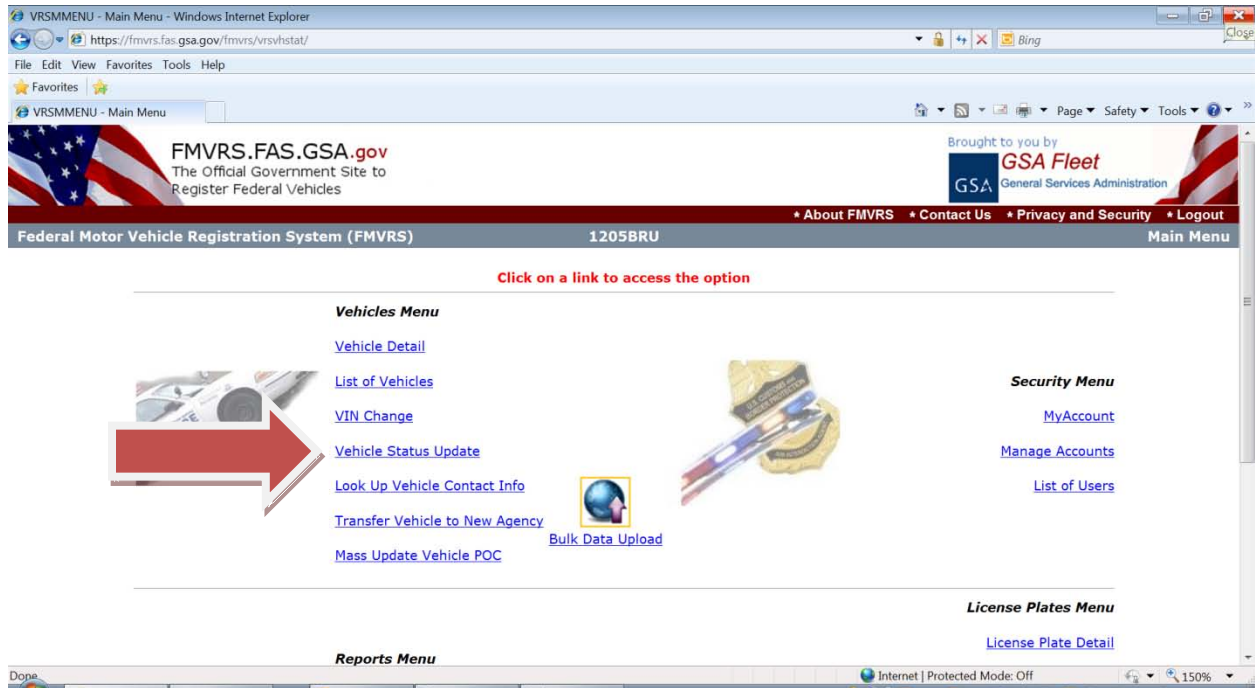 VRSMMENU - Main Menu - Windows Internet Explorer
https://fmvrs.fas.gsa.gov/fmvrs/vrsvhstat/
Bing
Close
File Edit View Favorites Tools Help
Favorites
VRSMMENU - Main Menu
Page Safety Tools
FMVRS.FAS.GSA.gov
The Official Government Site to
Register Federal Vehicles
Brought to you by
GSA
GSA Fleet
General Services Administration
* About FMVRS * Contact Us * Privacy and Security * Logout
Federal Motor Vehicle Registration System (FMVRS) 1205BRU Main Menu
Click on a link to access the option
Vehicles Menu
Vehicle Detail
List of Vehicles
VIN Change
Vehicle Status Update
Look Up Vehicle Contact Info
Transfer Vehicle to New Agency
Mass Update Vehicle POC
Bulk Data Upload
U.S. CUSTOMS AND
BORDER PROTECTION
Security Menu
MyAccount
Manage Accounts
List of Users
License Plates Menu
License Plate Detail
Reports Menu
Done
Internet | Protected Mode: Off
150%